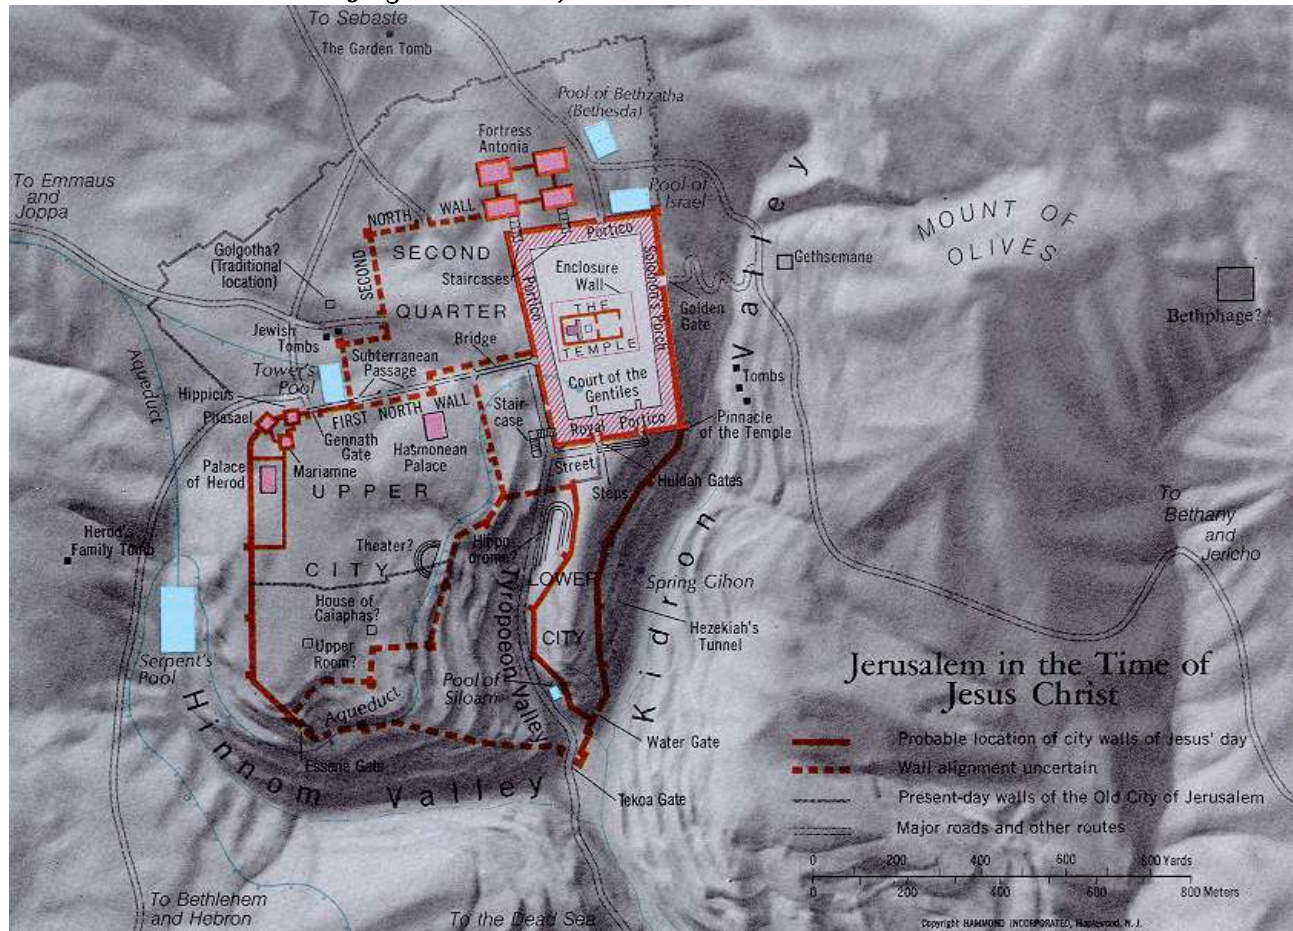 To Sebaste
The Garden Tomb
Pool of Bethzatha
(Bethesda)
Fortress
Antonia
To Emmaus
and
Joppa
Pool of
Israel
NORTH WALL
SECOND
MOUNT OF
OLIVES
Golgotha?
(Traditional
location)
SECOND
QUARTER
Staircases
Portico
Portico
Solomon's Porch
Enclosure
Wall
THE
TEMPLE
Gethsemane
Golden
Gate
Bethphage?
Jewish
Tombs
Bridge
Subterranean
Passage
Tower's
Pool
Aqueduct
Hippicus
Phasael
FIRST NORTH WALL
Gennath
Gate
Court of the
Gentiles
Tombs
Stair-
case
Royal Portico
Pinnacle
of the Temple
Hasmonean
Palace
Mariamne
Palace
of Herod
UPPER
CITY
Street
Steps
Huldah Gates
To
Bethany
and
Jericho
Herod's
Family Tomb
Theater?
Hippo-
drome?
LOWER
CITY
Tyropoeon Valley
Kidron Valley
Spring Gihon
House of
Caiaphas?
Upper
Room?
Hezekiah's
Tunnel
Serpent's
Pool
Pool of
Siloam
Aqueduct
Essene Gate
Hinnom Valley
Water Gate
Tekoa Gate
To Bethlehem
and Hebron
To the Dead Sea
Jerusalem in the Time of
Jesus Christ
Probable location of city walls of Jesus' day
Wall alignment uncertain
Present-day walls of the Old City of Jerusalem
Major roads and other routes
0 200 400 600 800 Yards
0 200 400 600 800 Meters
Copyright HAMMOND INCORPORATED, Maplewood, N.J.